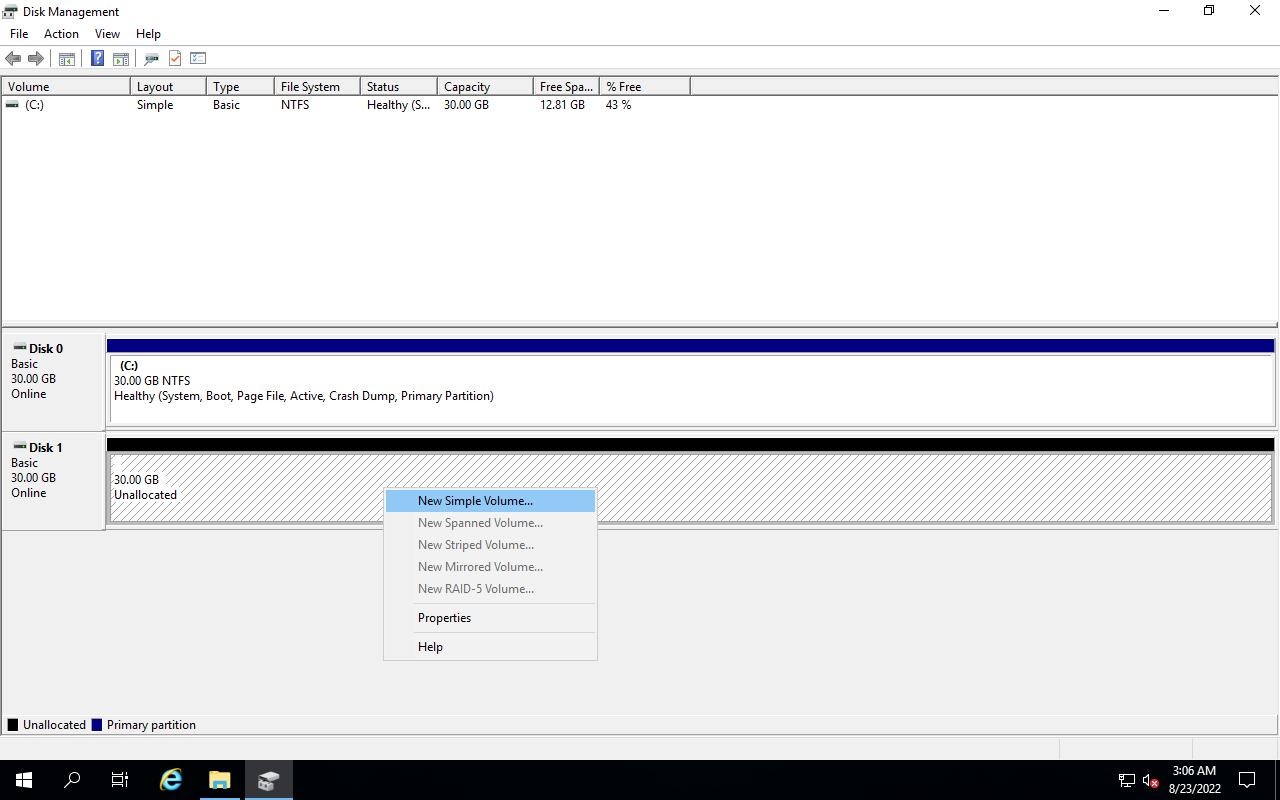 Disk Management
File Action View Help
Volume Layout Type File System Status Capacity Free Spa... % Free
(C:) Simple Basic NTFS Healthy (S... 30.00 GB 12.81 GB 43 %
Disk 0
Basic
30.00 GB
Online
(C:)
30.00 GB NTFS
Healthy (System, Boot, Page File, Active, Crash Dump, Primary Partition)
Disk 1
Basic
30.00 GB
Online
30.00 GB
Unallocated
New Simple Volume...
New Spanned Volume...
New Striped Volume...
New Mirrored Volume...
New RAID-5 Volume...
Properties
Help
Unallocated Primary partition
3:06 AM
8/23/2022